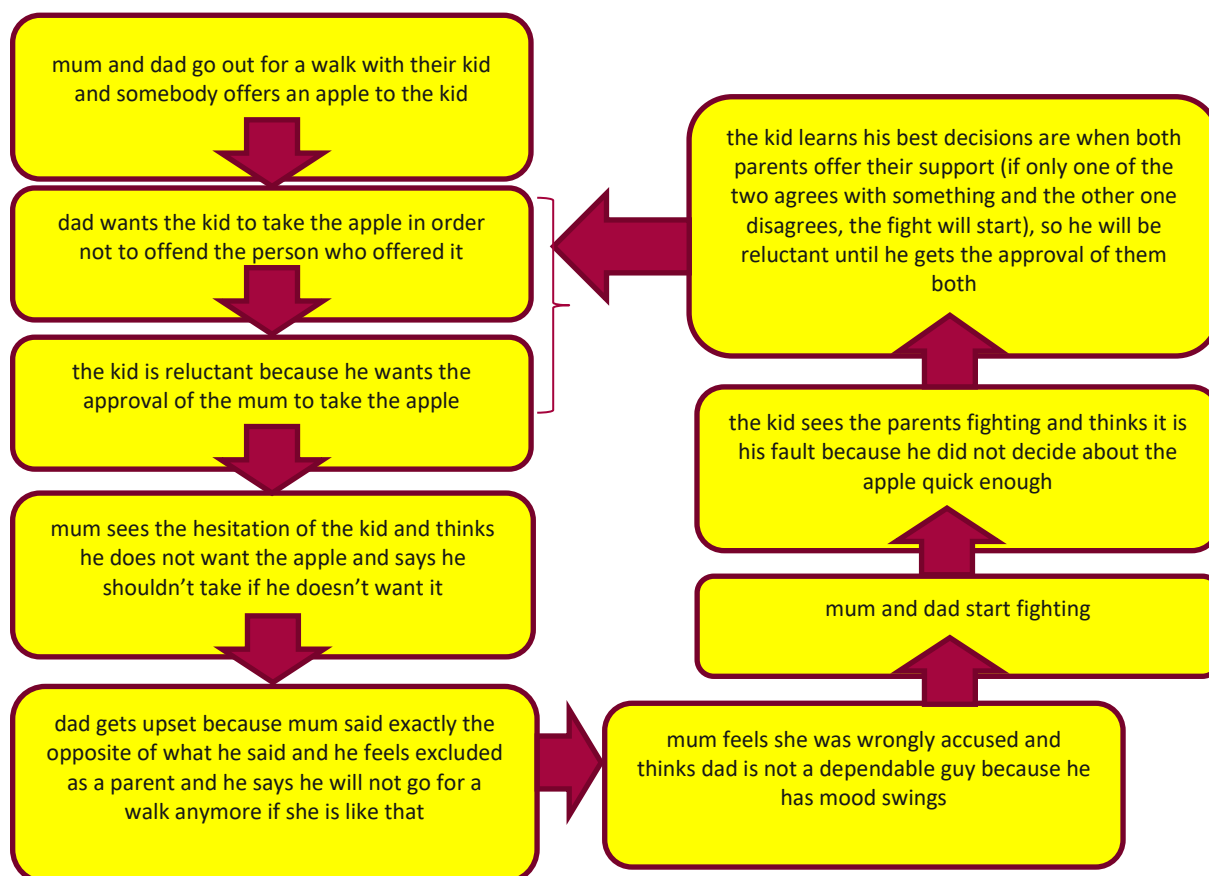 mum and dad go out for a walk with their kid
and somebody offers an apple to the kid
dad wants the kid to take the apple in order
not to offend the person who offered it
the kid is reluctant because he wants the
approval of the mum to take the apple
mum sees the hesitation of the kid and thinks
he does not want the apple and says he
shouldn’t take if he doesn’t want it
dad gets upset because mum said exactly the
opposite of what he said and he feels excluded
as a parent and he says he will not go for a
walk anymore if she is like that
mum feels she was wrongly accused and
thinks dad is not a dependable guy because he
has mood swings
mum and dad start fighting
the kid sees the parents fighting and thinks it is
his fault because he did not decide about the
apple quick enough
the kid learns his best decisions are when both
parents offer their support (if only one of the
two agrees with something and the other one
disagrees, the fight will start), so he will be
reluctant until he gets the approval of them
both